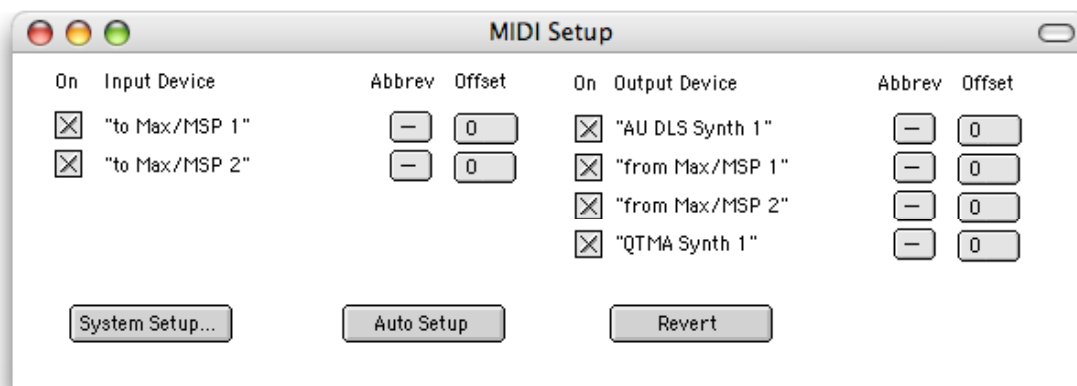 MIDI Setup
On Input Device Abbrev Offset On Output Device Abbrev Offset
"to Max/MSP 1" – 0 "AU DLS Synth 1" – 0
"to Max/MSP 2" – 0 "from Max/MSP 1" – 0
"from Max/MSP 2" – 0
"QTMA Synth 1" – 0
System Setup... Auto Setup Revert